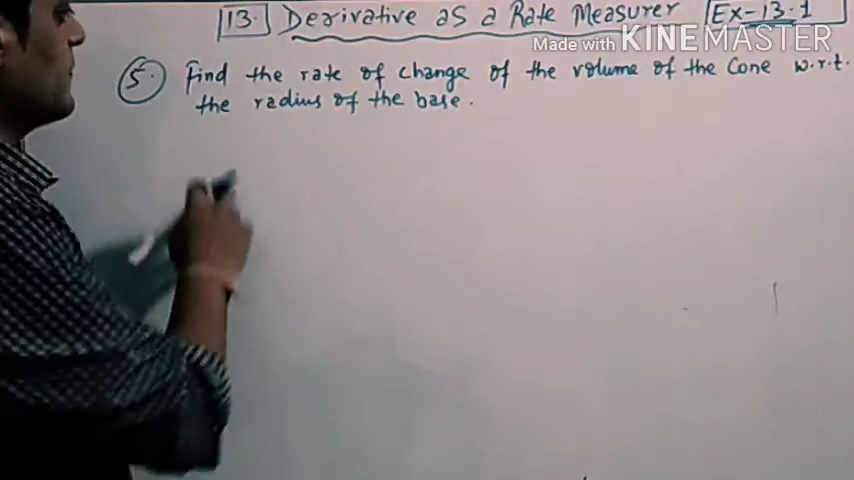 13. Derivative as a Rate Measurer Ex-13.1
Made with KINEMASTER
5. Find the rate of change of the volume of the Cone w.r.t.
the radius of the base.